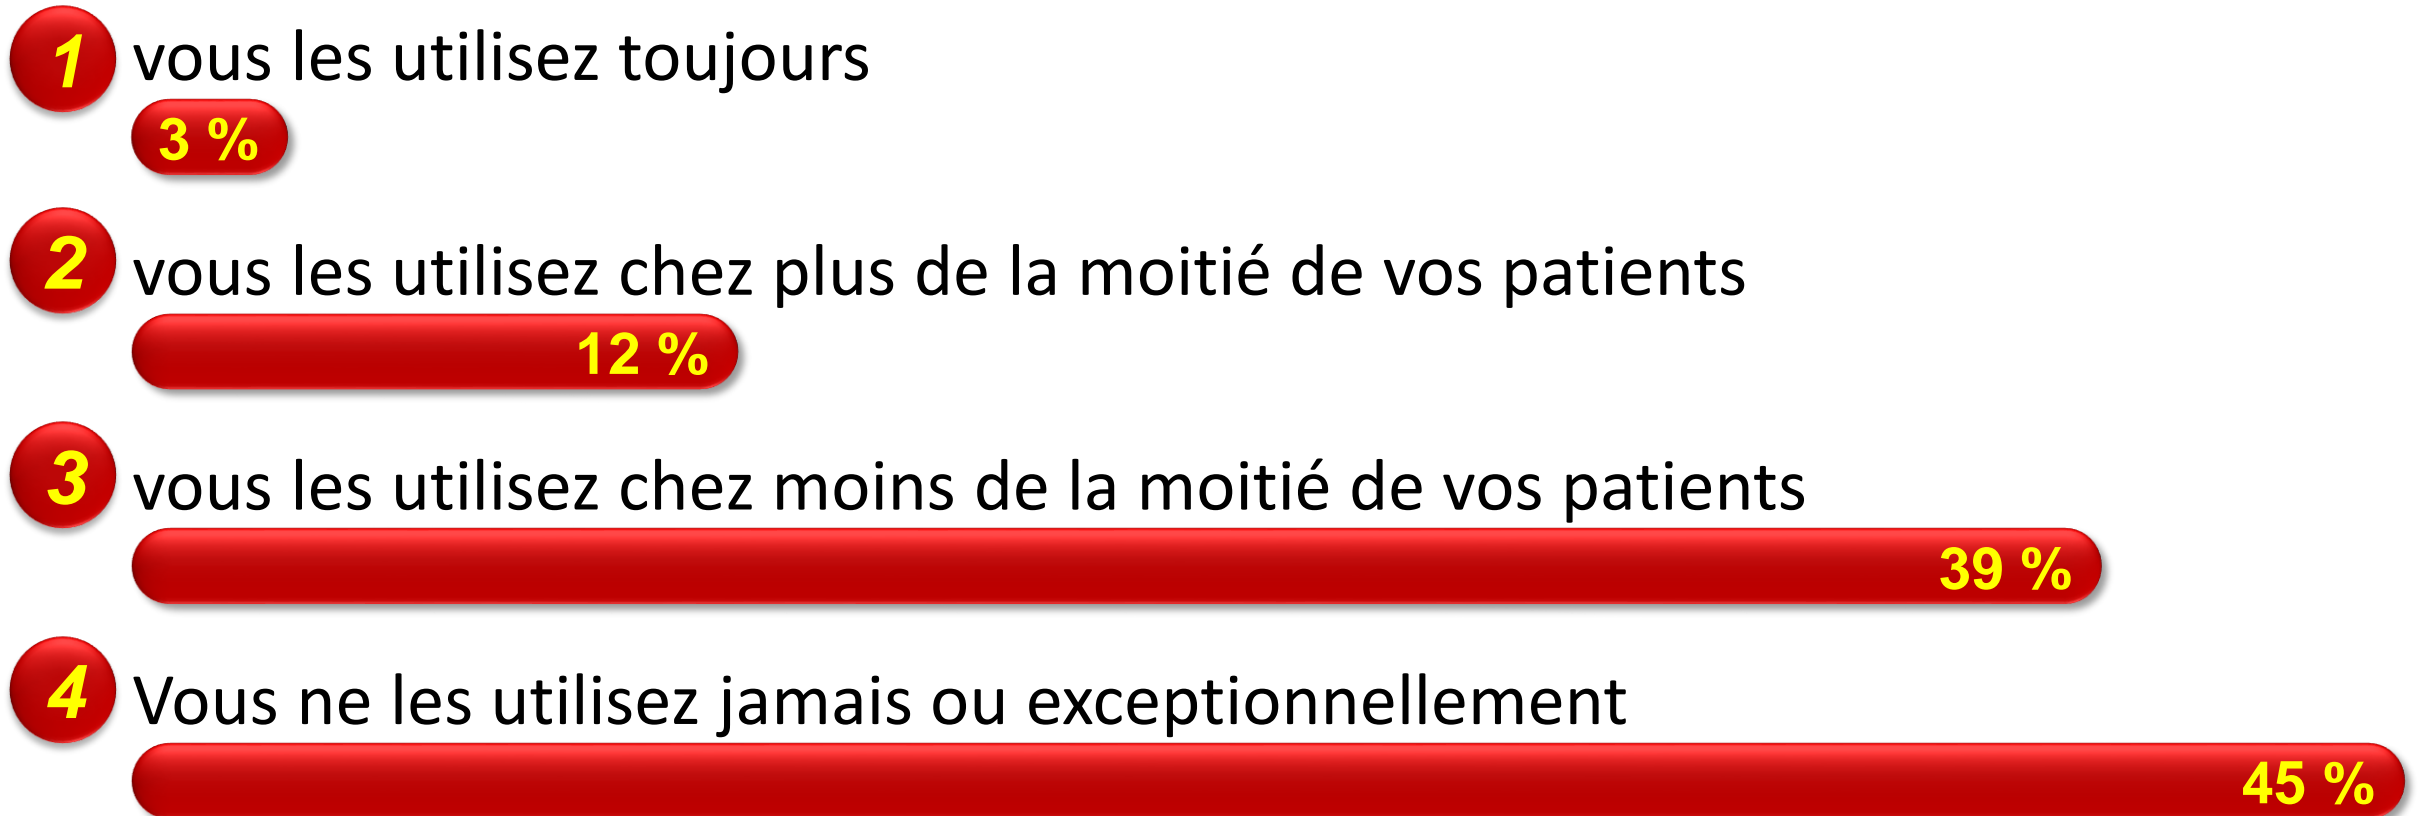 1 vous les utilisez toujours
3 %
2 vous les utilisez chez plus de la moitié de vos patients
12 %
3 vous les utilisez chez moins de la moitié de vos patients
39 %
4 Vous ne les utilisez jamais ou exceptionnellement
45 %